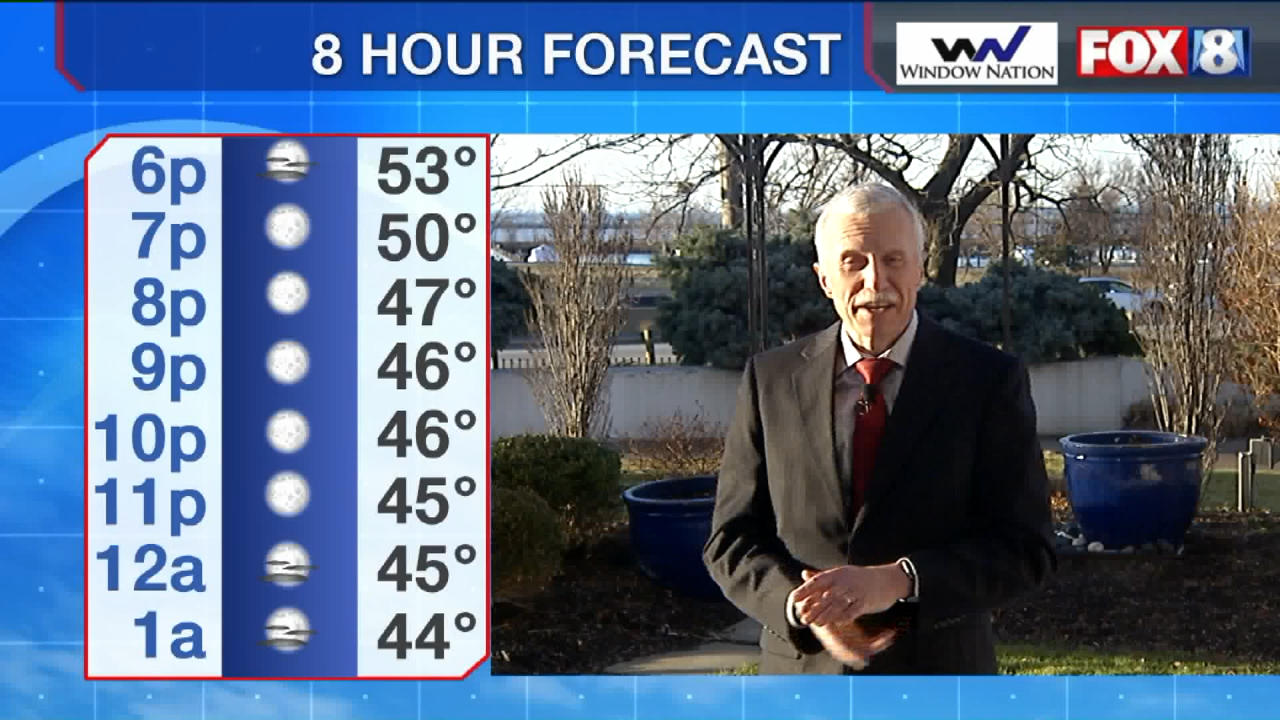 8 HOUR FORECAST
WINDOW NATION
FOX 8
6p 53°
7p 50°
8p 47°
9p 46°
10p 46°
11p 45°
12a 45°
1a 44°